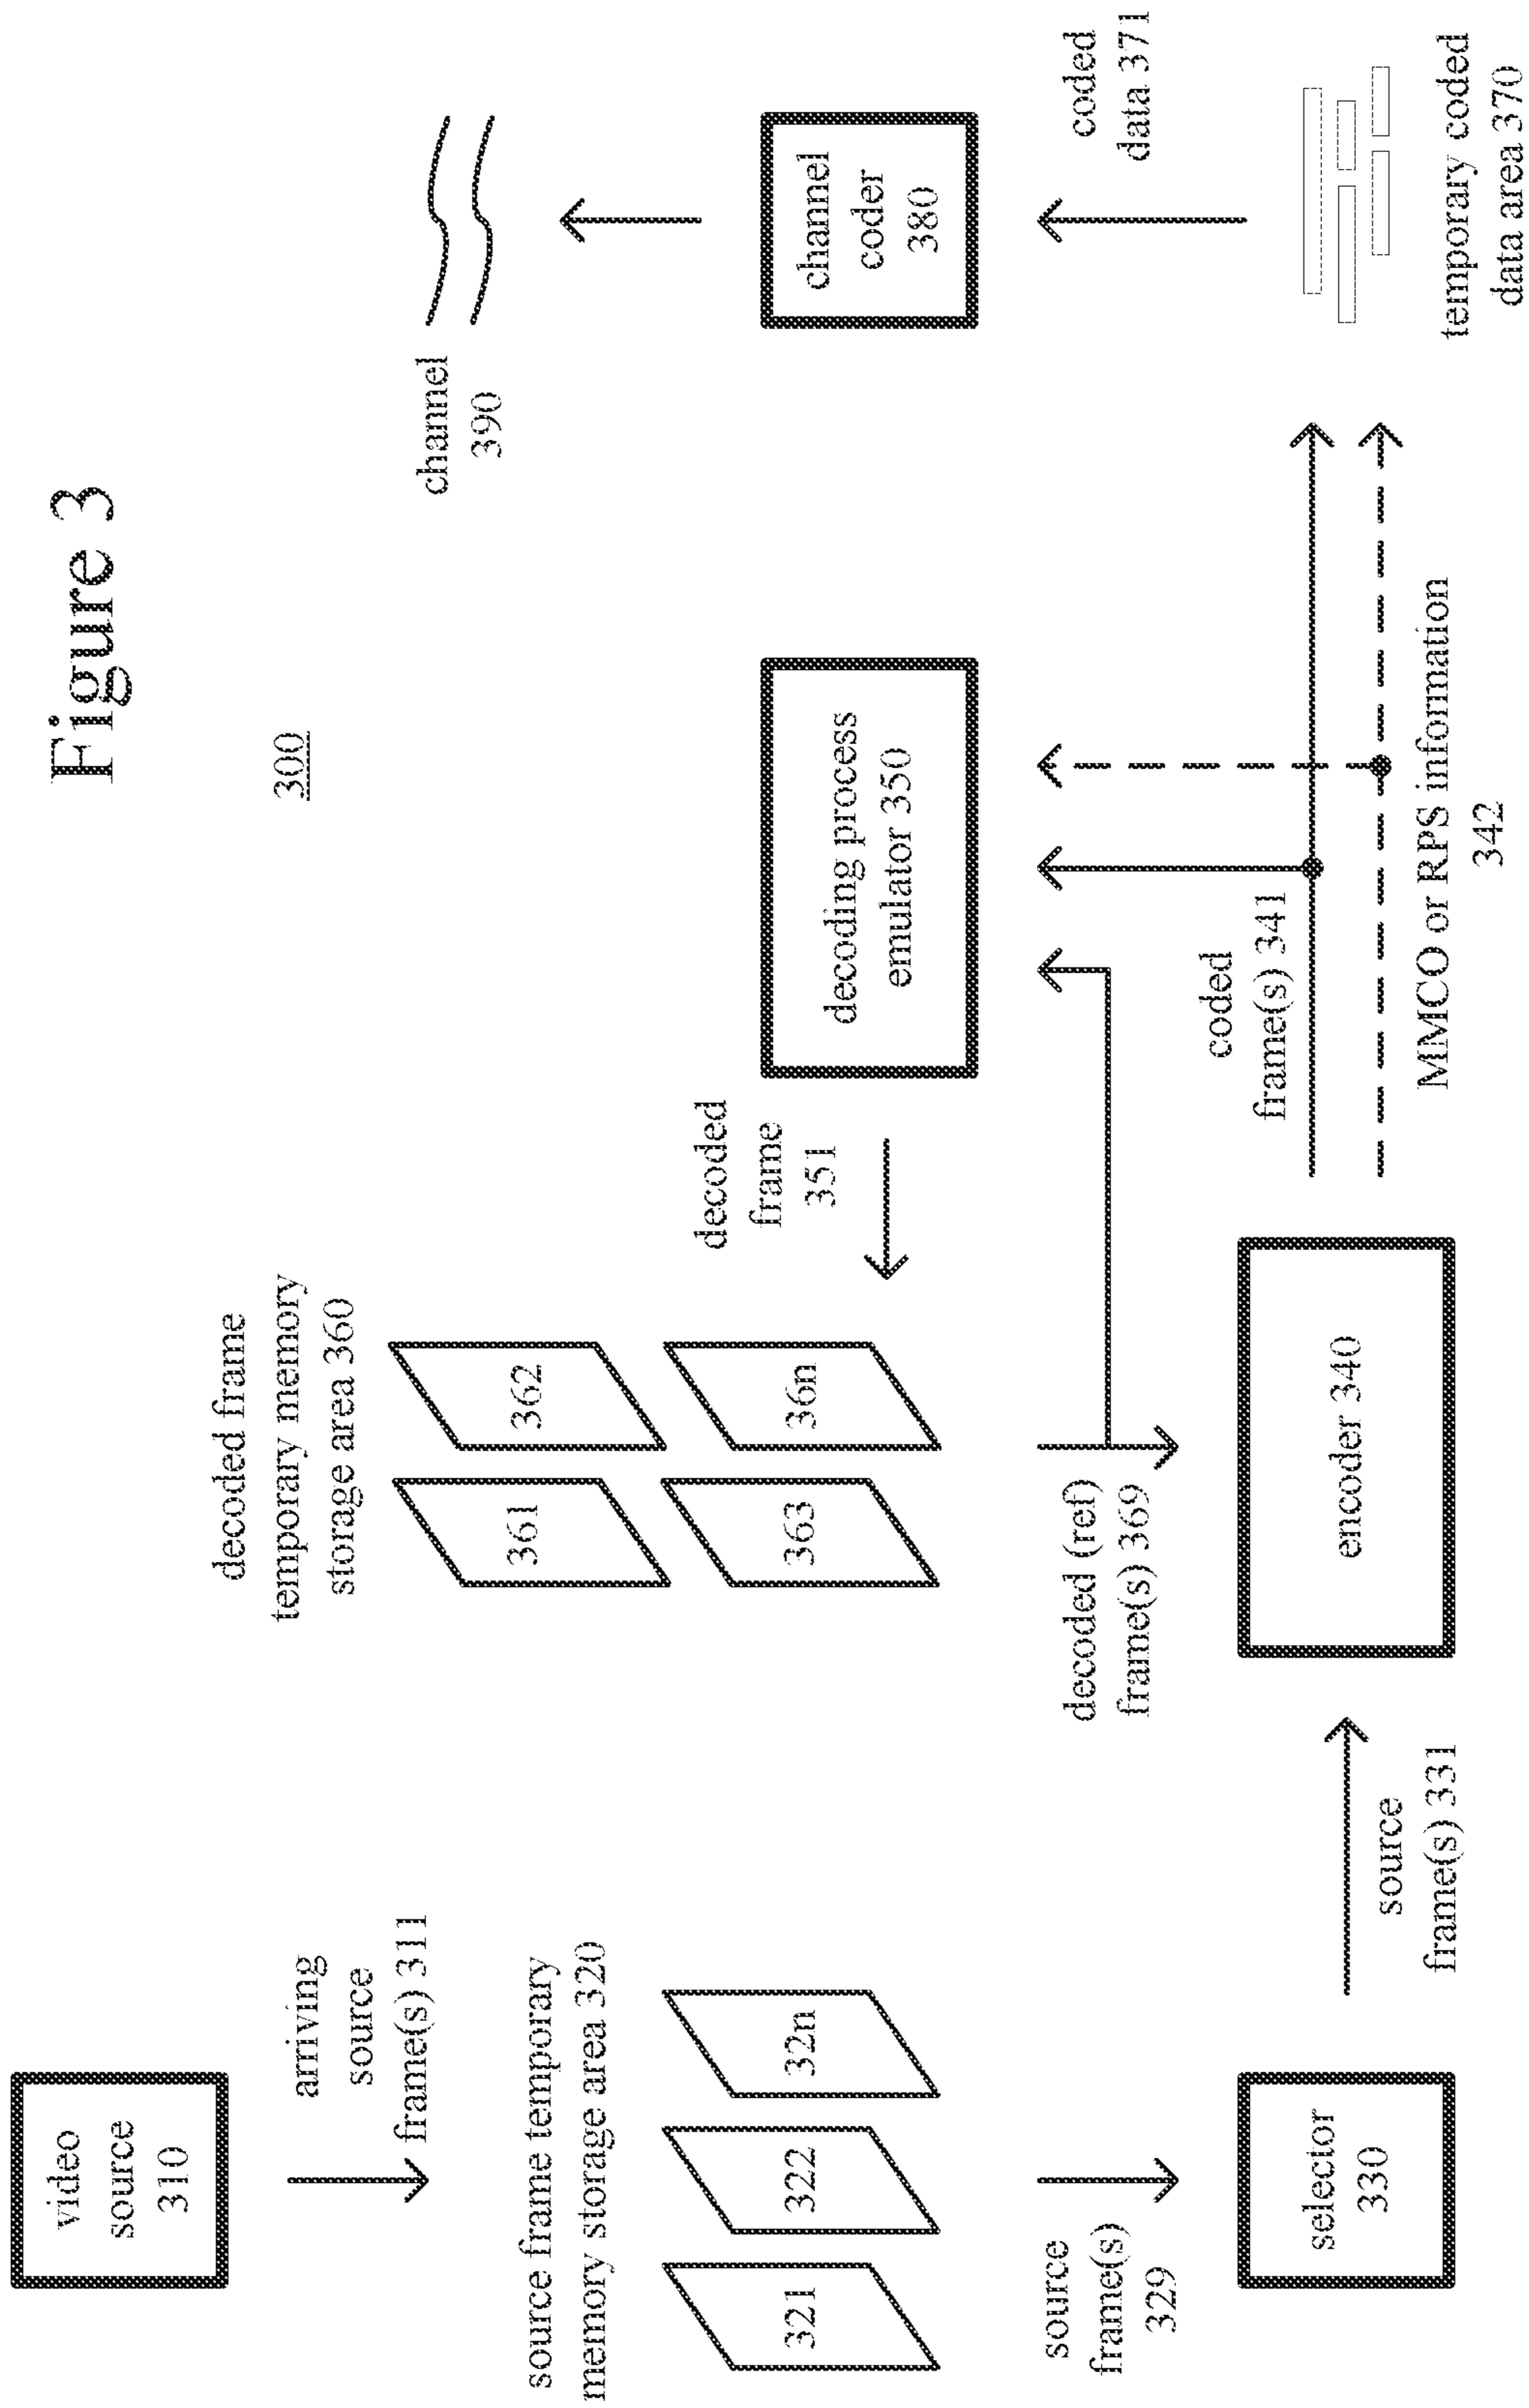 Figure 3
300
video
source
310
arriving
source
frame(s) 311
source frame temporary
memory storage area 320
321
322
32n
source
frame(s)
329
selector
330
source
frame(s) 331
decoded frame
temporary memory
storage area 360
361
362
363
36n
decoded (ref)
frame(s) 369
encoder 340
decoded
frame
351
decoding process
emulator 350
coded
frame(s) 341
MMCO or RPS information
342
channel
390
channel
coder
380
coded
data 371
temporary coded
data area 370